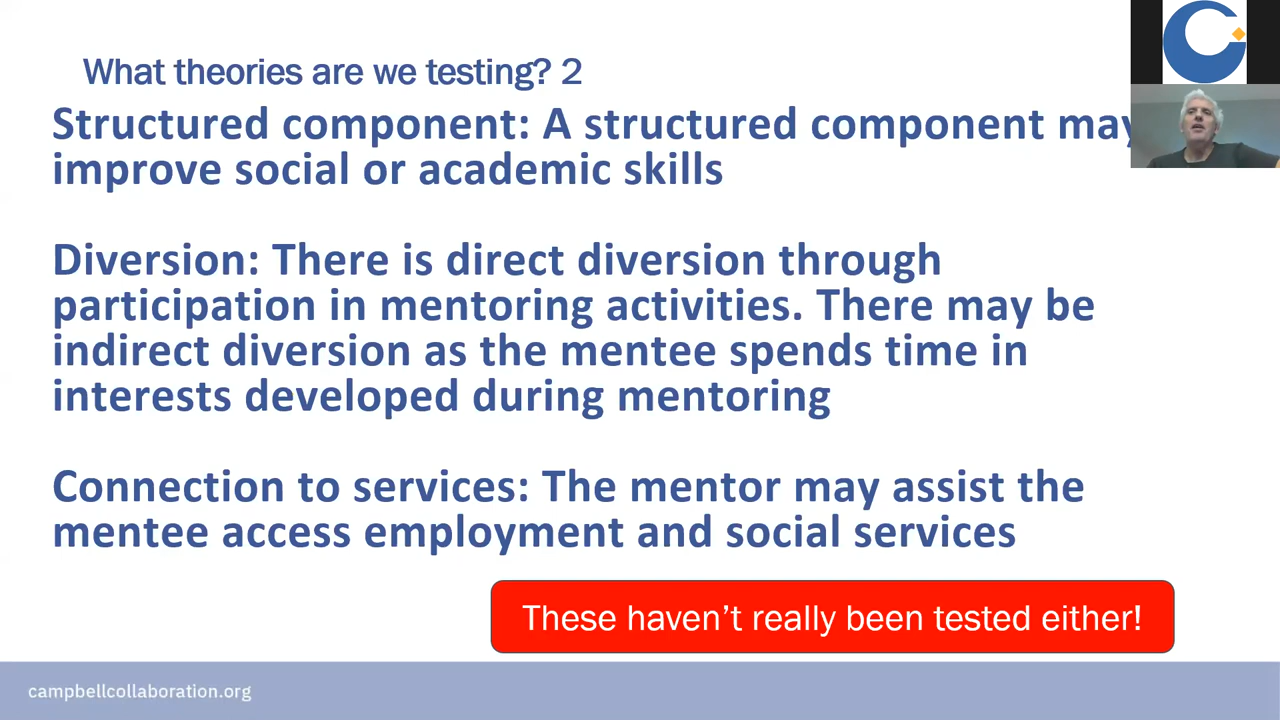 What theories are we testing? 2
Structured component: A structured component may
improve social or academic skills
Diversion: There is direct diversion through
participation in mentoring activities. There may be
indirect diversion as the mentee spends time in
interests developed during mentoring
Connection to services: The mentor may assist the
mentee access employment and social services
These haven't really been tested either!
campbellcollaboration.org